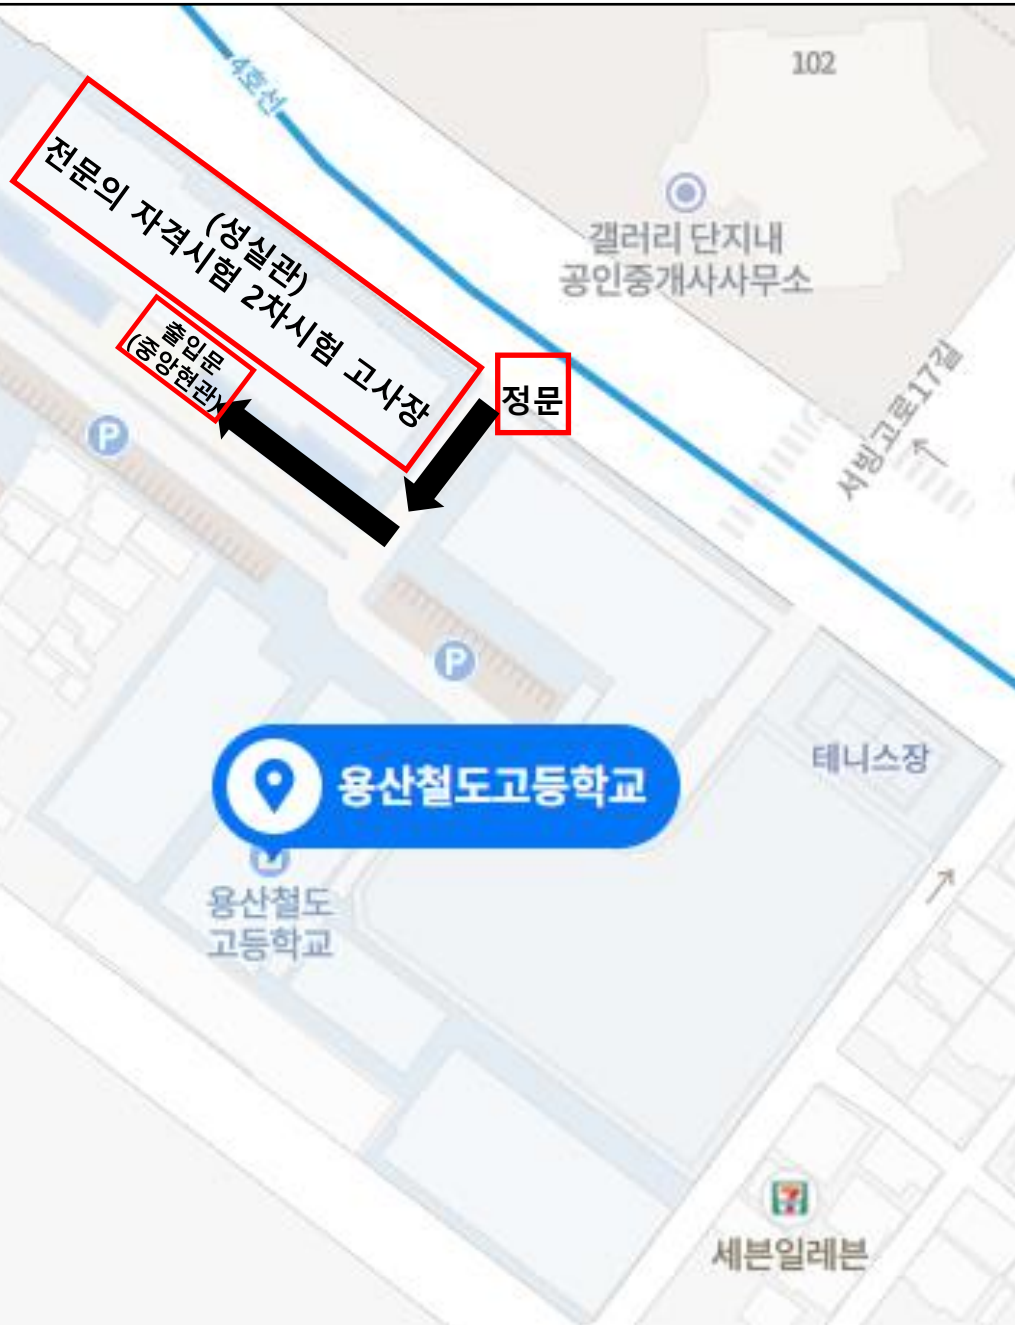 102
4호선
갤러리 단지내
공인중개사사무소
전문의 자격시험 2차시험 고사장
(성실관)
출입문
(중앙현관)
정문
서빙고로17길
P
P
용산철도고등학교
테니스장
용산철도
고등학교
7
세븐일레븐